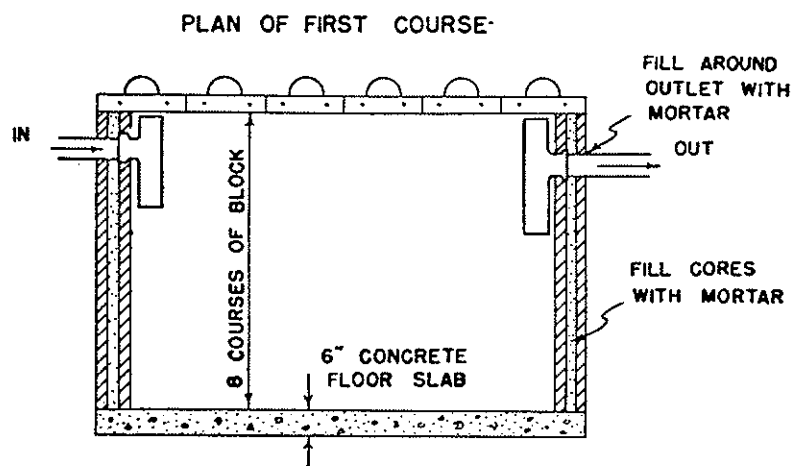 PLAN OF FIRST COURSE-
FILL AROUND
OUTLET WITH
MORTAR
IN
OUT
8 COURSES OF BLOCK
FILL CORES
WITH MORTAR
6" CONCRETE
FLOOR SLAB